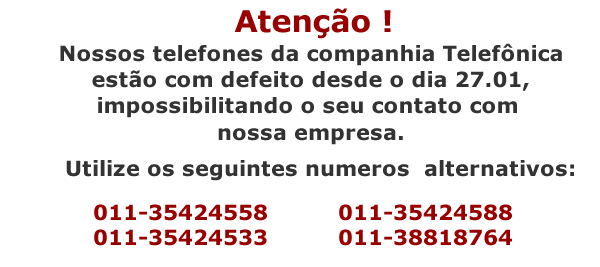 Atenção !
Nossos telefones da companhia Telefônica
estão com defeito desde o dia 27.01,
impossibilitando o seu contato com
nossa empresa.
Utilize os seguintes numeros alternativos:
011-35424558 011-35424588
011-35424533 011-38818764